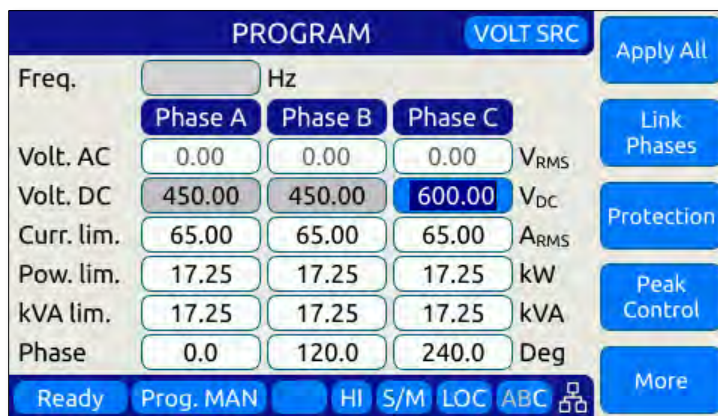 PROGRAM
VOLT SRC
Apply All
Freq.
Hz
Phase A
Phase B
Phase C
Link
Phases
Volt. AC
0.00
0.00
0.00
VRMS
Volt. DC
450.00
450.00
600.00
VDC
Protection
Curr. lim.
65.00
65.00
65.00
ARMS
Pow. lim.
17.25
17.25
17.25
kW
Peak
Control
kVA lim.
17.25
17.25
17.25
kVA
Phase
0.0
120.0
240.0
Deg
More
Ready
Prog. MAN
HI
S/M
LOC
ABC